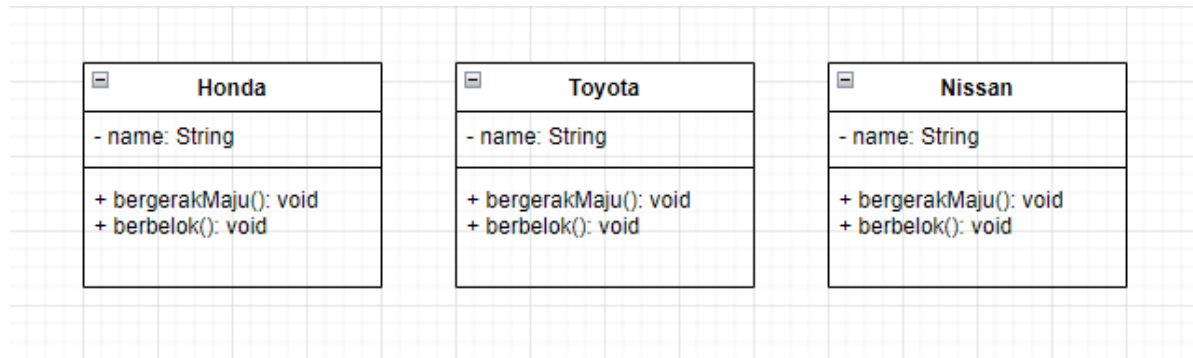 Honda
- name: String
+ bergerakMaju(): void
+ berbelok(): void
Toyota
- name: String
+ bergerakMaju(): void
+ berbelok(): void
Nissan
- name: String
+ bergerakMaju(): void
+ berbelok(): void